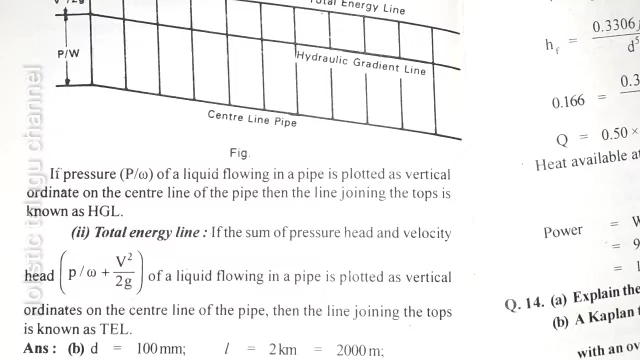 V²/2g
Total Energy Line
P/W
Hydraulic Gradient Line
Centre Line Pipe
Fig.
If pressure (P/ω) of a liquid flowing in a pipe is plotted as vertical
ordinate on the centre line of the pipe then the line joining the tops is
known as HGL.
(ii) Total energy line : If the sum of pressure head and velocity
head (p / ω + V²/2g) of a liquid flowing in a pipe is plotted as vertical
ordinates on the centre line of the pipe, then the line joining the tops
is known as TEL.
Ans : (b) d = 100 mm; l = 2 km = 2000 m;
h_f = 0.3306 / d⁵
0.166 = 0.3
Q = 0.50 ×
Heat available at
Power = W
= 9
= 1
Q. 14. (a) Explain the
(b) A Kaplan t
with an ov
holistic telugu channel